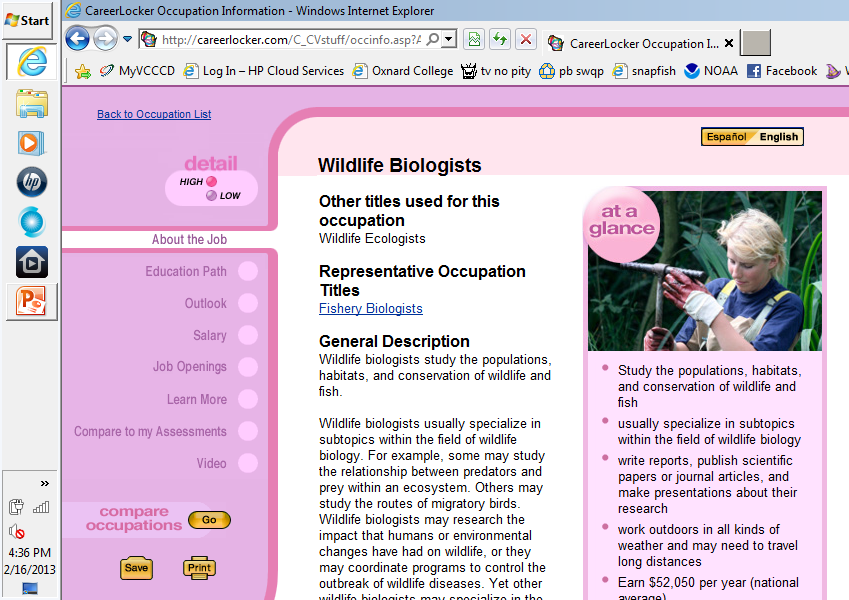 Start
CareerLocker Occupation Information - Windows Internet Explorer
http://careerlocker.com/C_CVstuff/occinfo.asp?A
CareerLocker Occupation I...
MyVCCCD
Log In – HP Cloud Services
Oxnard College
tv no pity
pb swqp
snapfish
NOAA
Facebook
Back to Occupation List
Español
English
detail
HIGH
LOW
About the Job
Education Path
Outlook
Salary
Job Openings
Learn More
Compare to my Assessments
Video
compare
occupations
Go
Save
Print
Wildlife Biologists
Other titles used for this
occupation
Wildlife Ecologists
Representative Occupation
Titles
Fishery Biologists
General Description
Wildlife biologists study the populations,
habitats, and conservation of wildlife and
fish.
Wildlife biologists usually specialize in
subtopics within the field of wildlife
biology. For example, some may study
the relationship between predators and
prey within an ecosystem. Others may
study the routes of migratory birds.
Wildlife biologists may research the
impact that humans or environmental
changes have had on wildlife, or they
may coordinate programs to control the
outbreak of wildlife diseases. Yet other
wildlife biologists may specialize in the
at a
glance
Study the populations, habitats,
and conservation of wildlife and
fish
usually specialize in subtopics
within the field of wildlife biology
write reports, publish scientific
papers or journal articles, and
make presentations about their
research
work outdoors in all kinds of
weather and may need to travel
long distances
Earn $52,050 per year (national
average)
hp
P
»
4:36 PM
2/16/2013